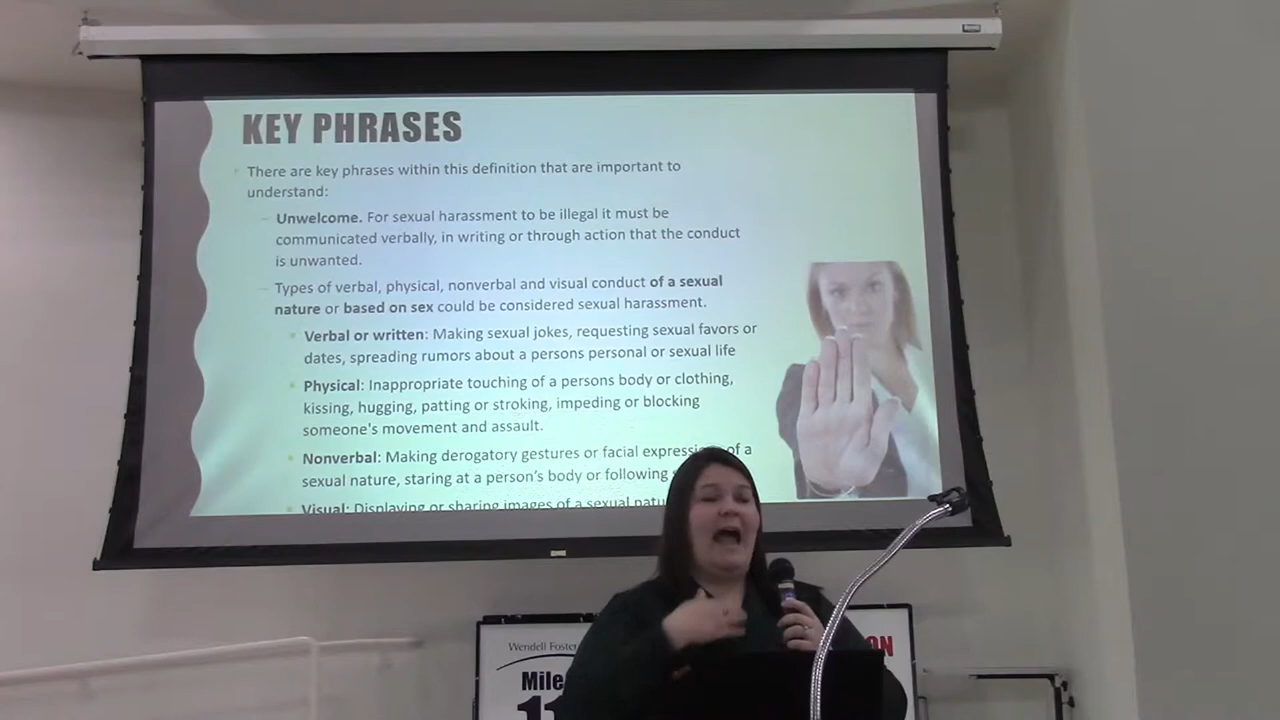 KEY PHRASES
There are key phrases within this definition that are important to
understand:
Unwelcome. For sexual harassment to be illegal it must be
communicated verbally, in writing or through action that the conduct
is unwanted.
Types of verbal, physical, nonverbal and visual conduct of a sexual
nature or based on sex could be considered sexual harassment.
Verbal or written: Making sexual jokes, requesting sexual favors or
dates, spreading rumors about a persons personal or sexual life
Physical: Inappropriate touching of a persons body or clothing,
kissing, hugging, patting or stroking, impeding or blocking
someone's movement and assault.
Nonverbal: Making derogatory gestures or facial of a
sexual nature, staring at a person's body or following
Visual: Displaying or sharing images of a sexual
Wendell Foster
Mile
11
ON